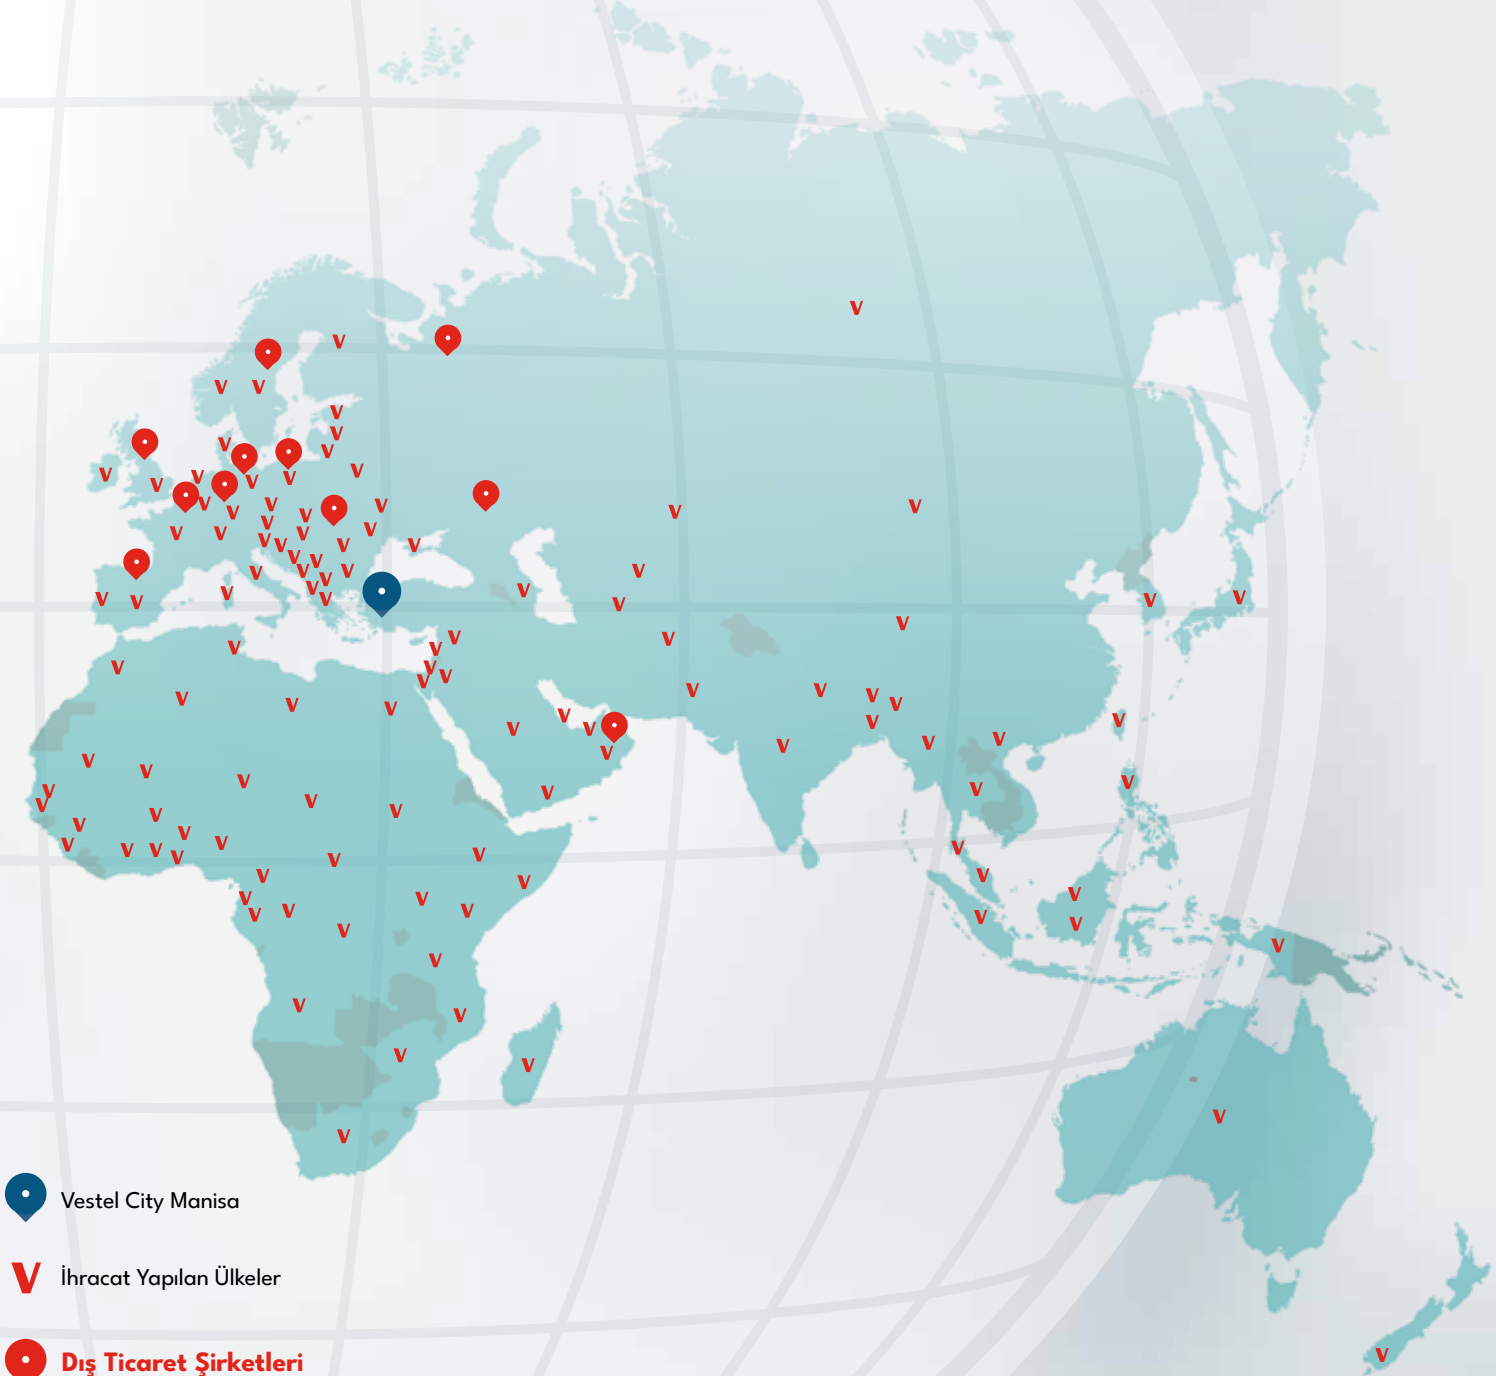 Vestel City Manisa
İhracat Yapılan Ülkeler
Dış Ticaret Şirketleri